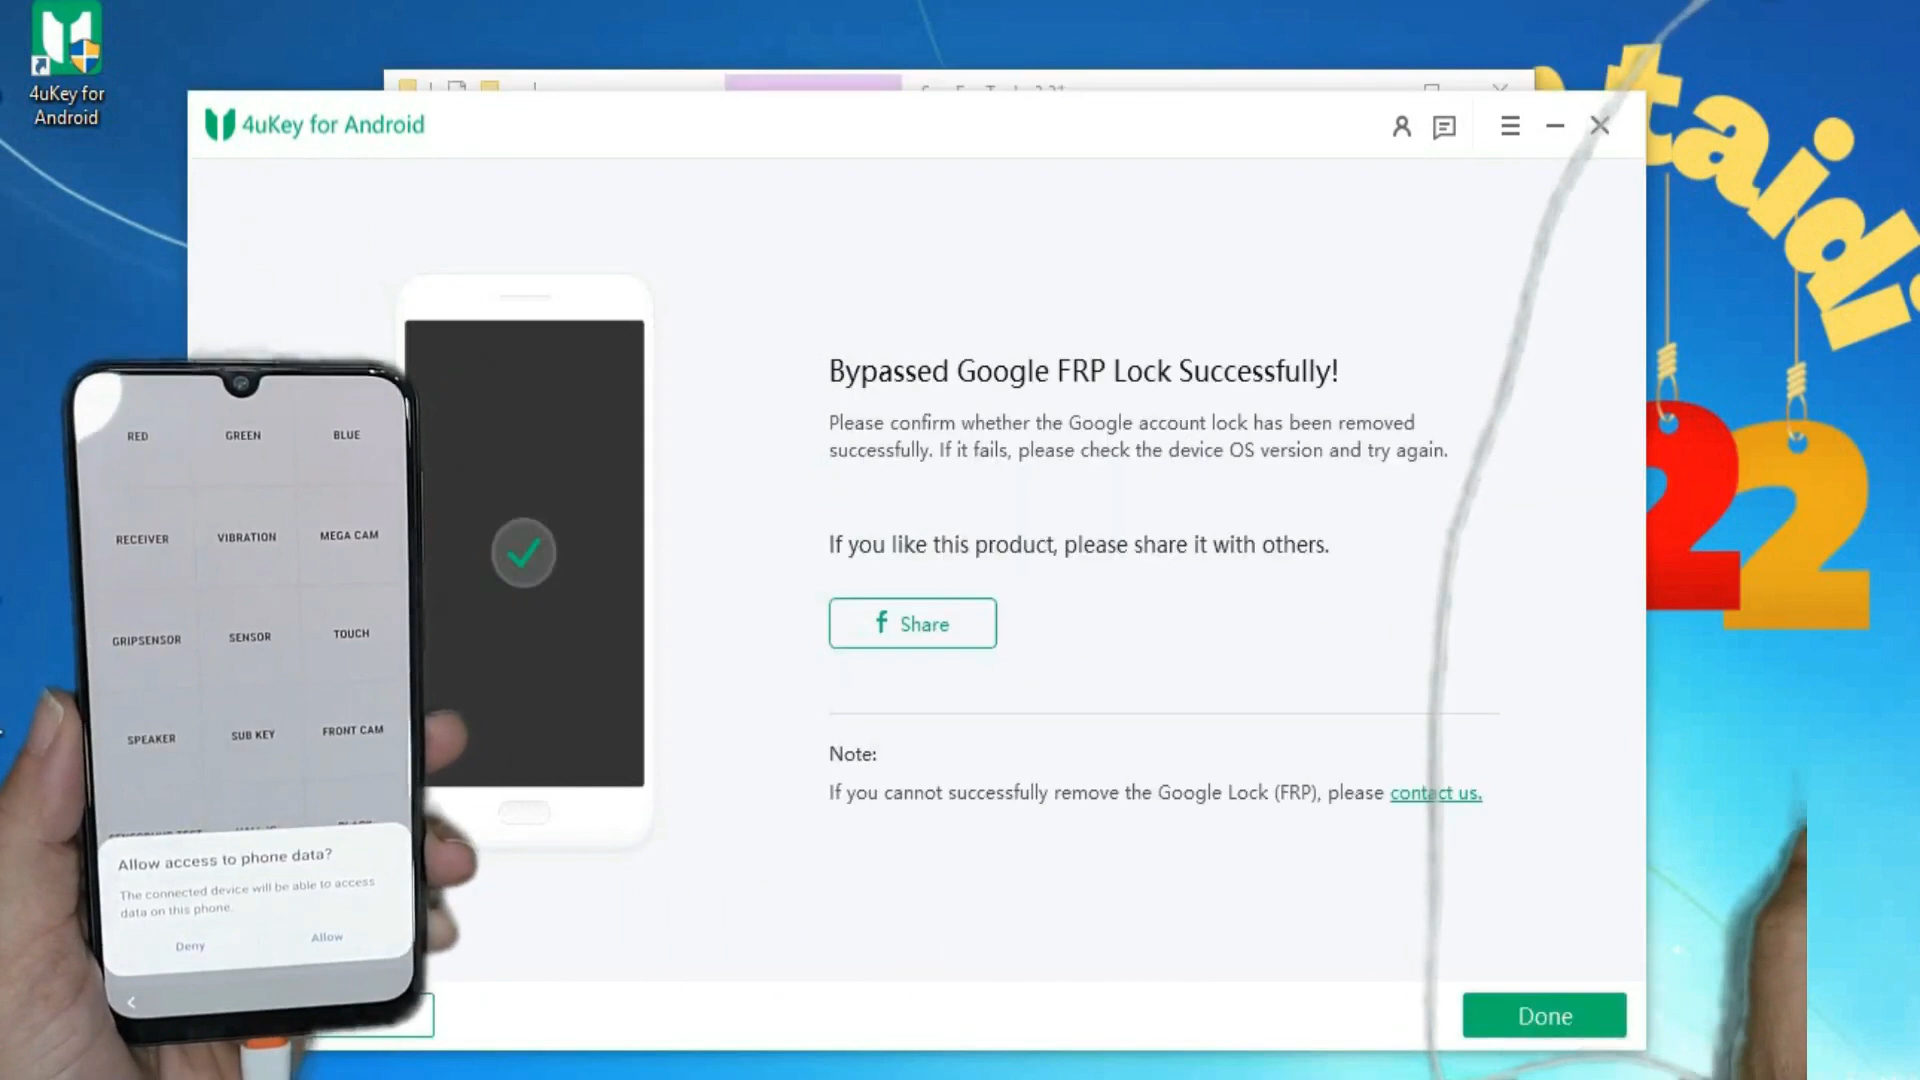 4uKey for
Android
4uKey for Android
Bypassed Google FRP Lock Successfully!
Please confirm whether the Google account lock has been removed
successfully. If it fails, please check the device OS version and try again.
If you like this product, please share it with others.
f Share
Note:
If you cannot successfully remove the Google Lock (FRP), please contact us.
Done
RED GREEN BLUE
RECEIVER VIBRATION MEGA CAM
GRIPSENSOR SENSOR TOUCH
SPEAKER SUB KEY FRONT CAM
Allow access to phone data?
The connected device will be able to access
data on this phone.
Deny Allow
22